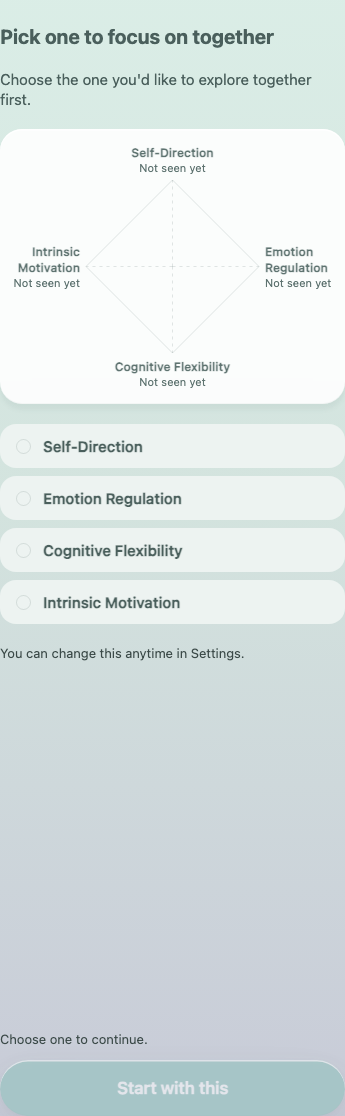 Pick one to focus on together
Choose the one you'd like to explore together
first.
Self-Direction
Not seen yet
Intrinsic
Motivation
Not seen yet
Emotion
Regulation
Not seen yet
Cognitive Flexibility
Not seen yet
Self-Direction
Emotion Regulation
Cognitive Flexibility
Intrinsic Motivation
You can change this anytime in Settings.
Choose one to continue.
Start with this